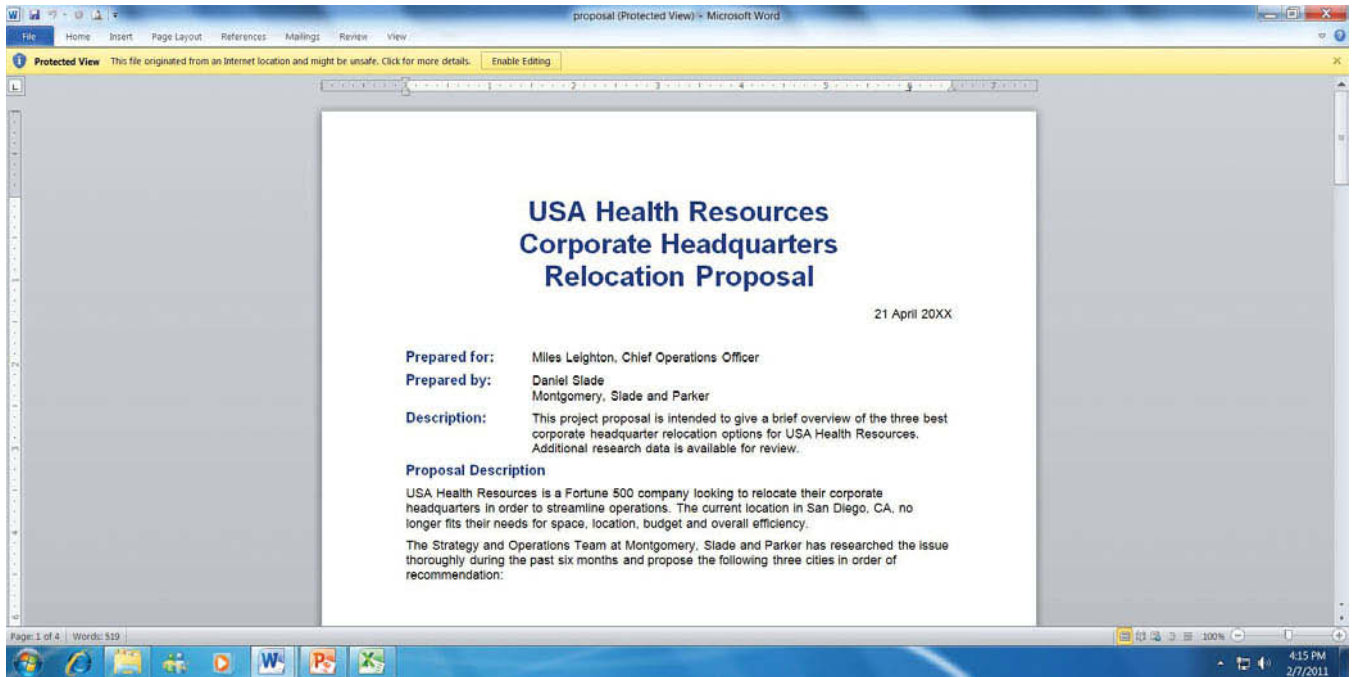 proposal (Protected View) - Microsoft Word
File Home Insert Page Layout References Mailings Review View
Protected View This file originated from an Internet location and might be unsafe. Click for more details. Enable Editing
1 2 3 4 5 6 7
USA Health Resources
Corporate Headquarters
Relocation Proposal
21 April 20XX
Prepared for: Miles Leighton, Chief Operations Officer
Prepared by: Daniel Slade
Montgomery, Slade and Parker
Description: This project proposal is intended to give a brief overview of the three best
corporate headquarter relocation options for USA Health Resources.
Additional research data is available for review.
Proposal Description
USA Health Resources is a Fortune 500 company looking to relocate their corporate
headquarters in order to streamline operations. The current location in San Diego, CA, no
longer fits their needs for space, location, budget and overall efficiency.
The Strategy and Operations Team at Montgomery, Slade and Parker has researched the issue
thoroughly during the past six months and propose the following three cities in order of
recommendation:
Page: 1 of 4 Words: 519 100%
4:15 PM
2/7/2011